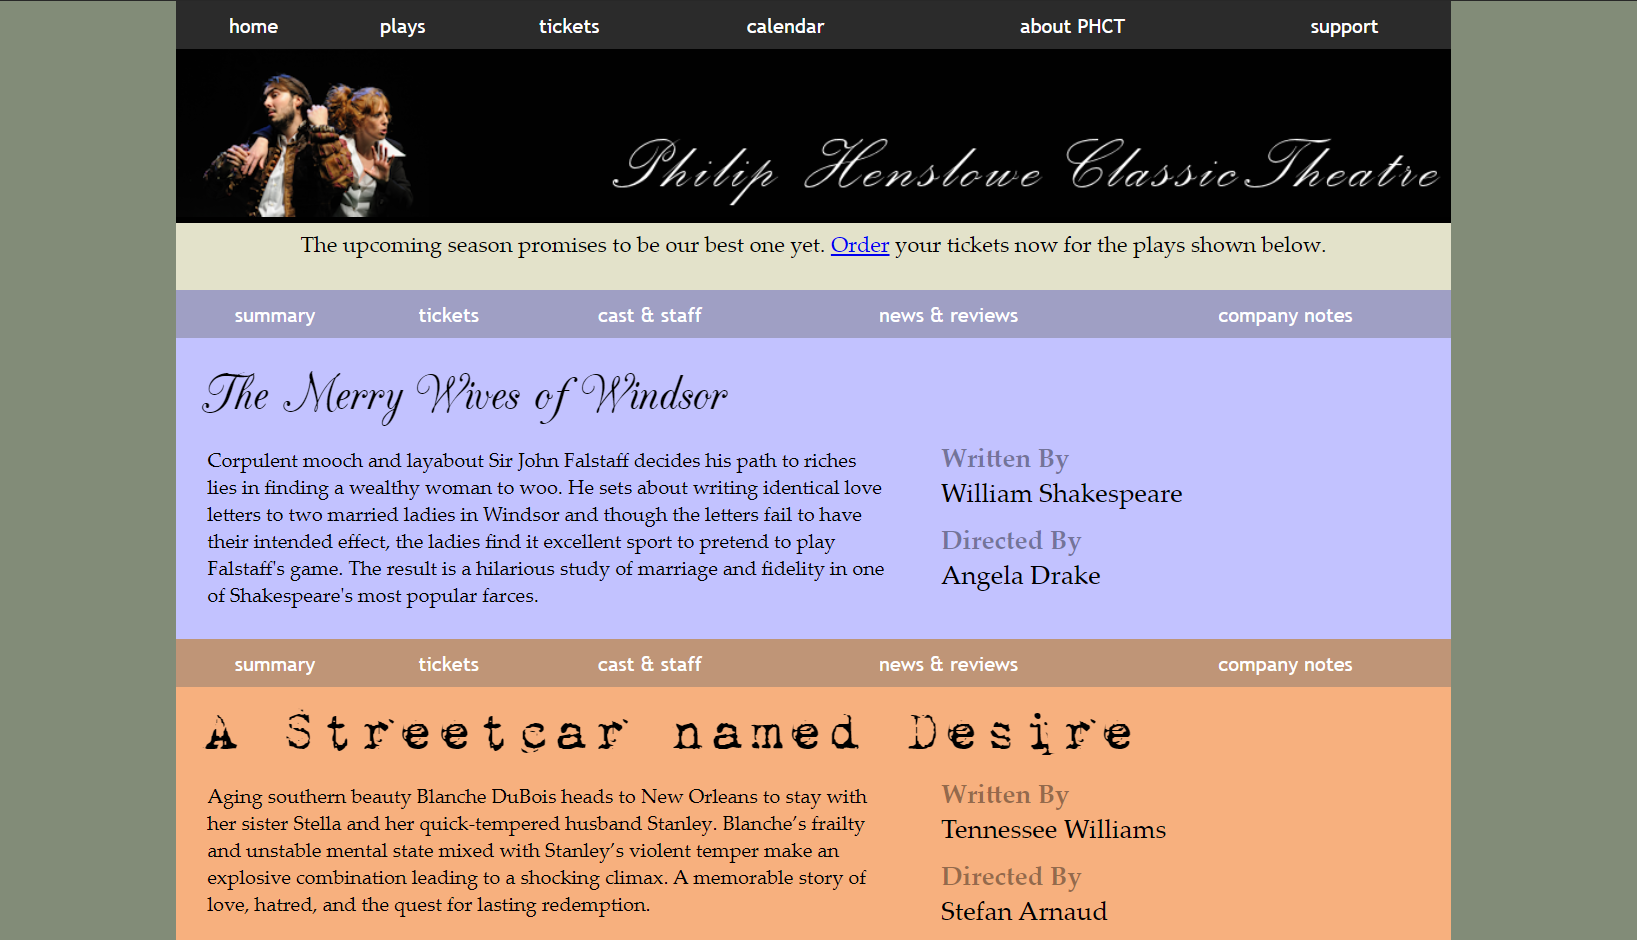 home plays tickets calendar about PHCT support
Philip Henslowe Classic Theatre
The upcoming season promises to be our best one yet. Order your tickets now for the plays shown below.
summary tickets cast & staff news & reviews company notes
The Merry Wives of Windsor
Corpulent mooch and layabout Sir John Falstaff decides his path to riches
lies in finding a wealthy woman to woo. He sets about writing identical love
letters to two married ladies in Windsor and though the letters fail to have
their intended effect, the ladies find it excellent sport to pretend to play
Falstaff's game. The result is a hilarious study of marriage and fidelity in one
of Shakespeare's most popular farces.
Written By
William Shakespeare
Directed By
Angela Drake
summary tickets cast & staff news & reviews company notes
A Streetcar named Desire
Aging southern beauty Blanche DuBois heads to New Orleans to stay with
her sister Stella and her quick-tempered husband Stanley. Blanche’s frailty
and unstable mental state mixed with Stanley’s violent temper make an
explosive combination leading to a shocking climax. A memorable story of
love, hatred, and the quest for lasting redemption.
Written By
Tennessee Williams
Directed By
Stefan Arnaud